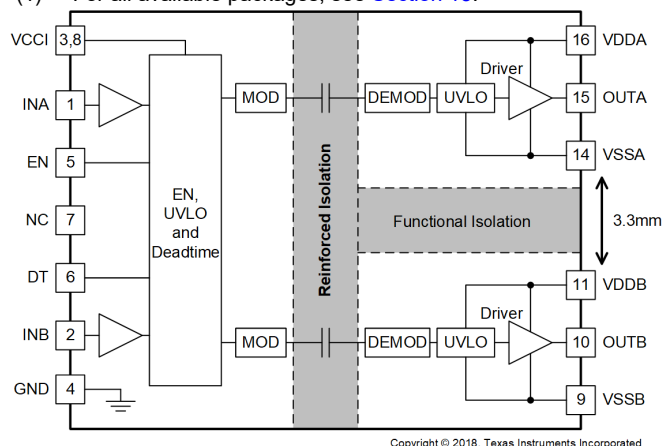 (1) For all available packages, see Section 15.
VCCI 3,8
16 VDDA
Driver
INA 1
MOD
DEMOD UVLO
15 OUTA
EN 5
14 VSSA
EN,
UVLO
and
Deadtime
Reinforced Isolation
NC 7
Functional Isolation
3.3mm
DT 6
11 VDDB
Driver
INB 2
MOD
DEMOD UVLO
10 OUTB
GND 4
9 VSSB
Copyright © 2018, Texas Instruments Incorporated